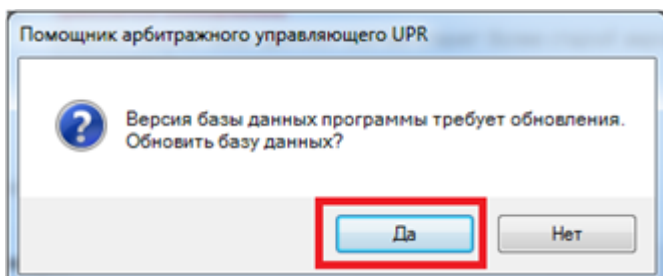 Помощник арбитражного управляющего UPR
Версия базы данных программы требует обновления.
Обновить базу данных?
Да
Нет